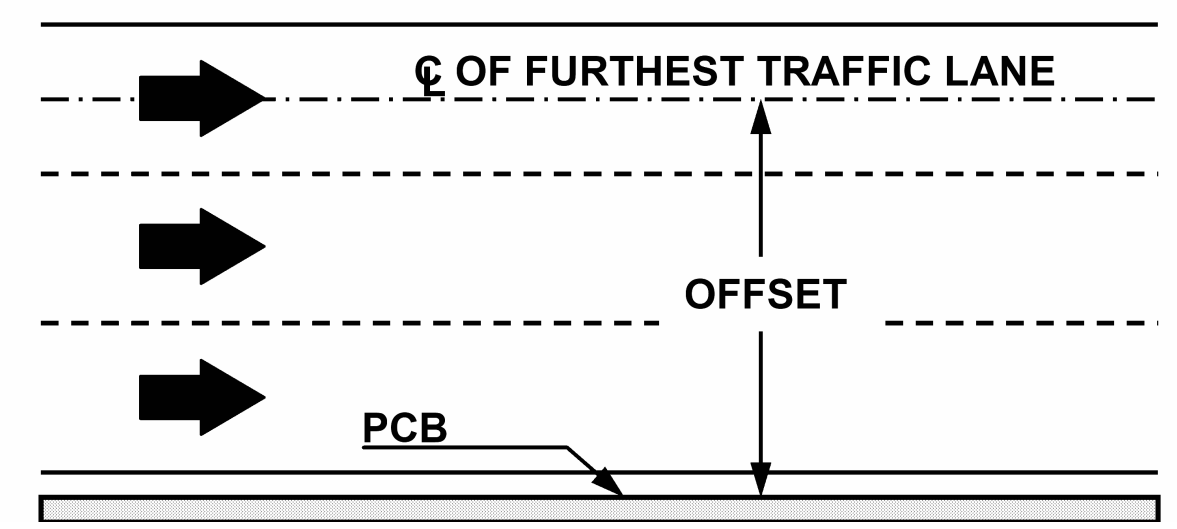 ℄ OF FURTHEST TRAFFIC LANE
OFFSET
PCB